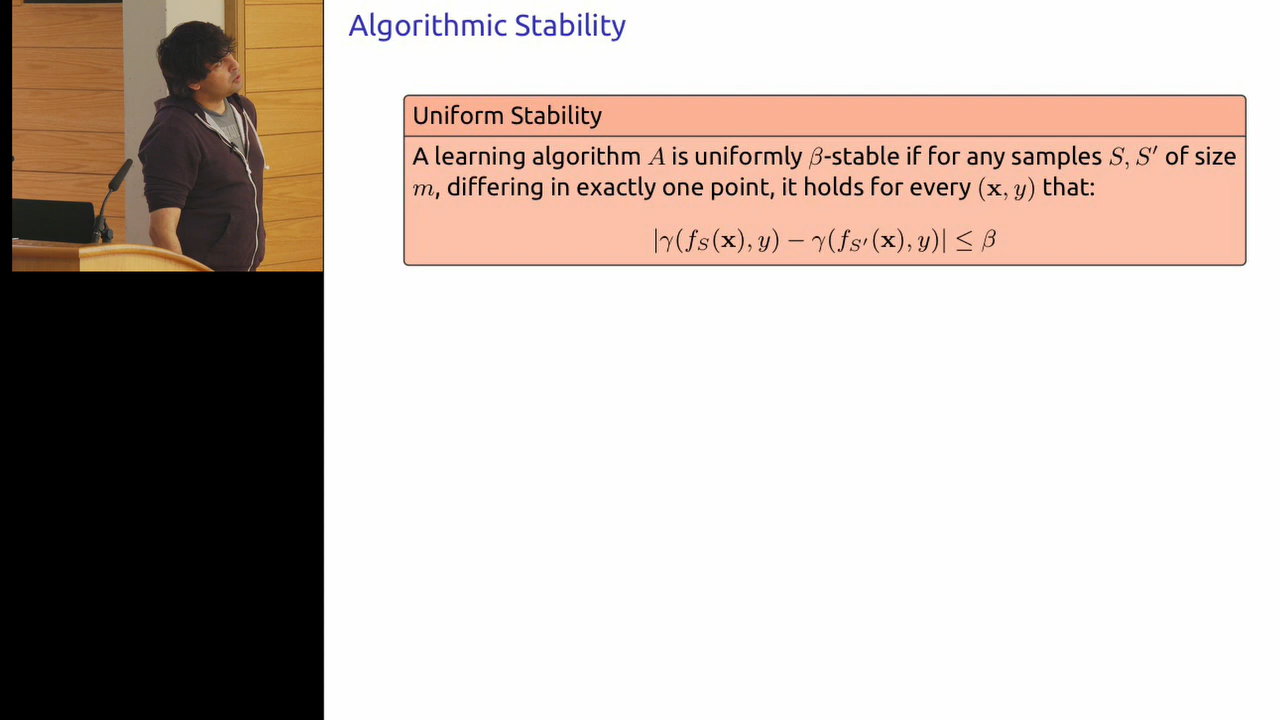 Algorithmic Stability
Uniform Stability
A learning algorithm A is uniformly β-stable if for any samples S, S′ of size
m, differing in exactly one point, it holds for every (x, y) that:
|γ(f_S(x), y) − γ(f_{S′}(x), y)| ≤ β